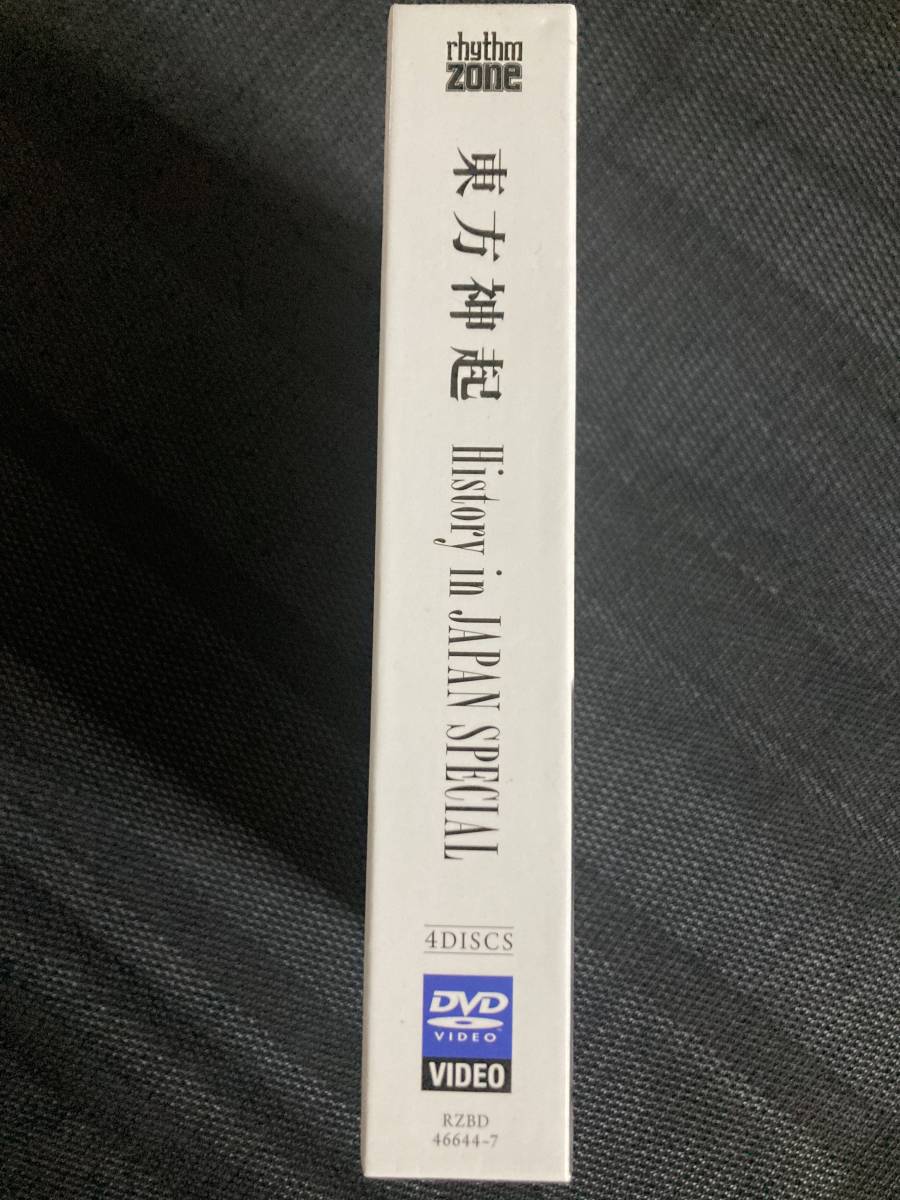 rhythm
zone
東方神起 History in JAPAN SPECIAL
4DISCS
DVD
VIDEO
VIDEO
RZBD
46644-7